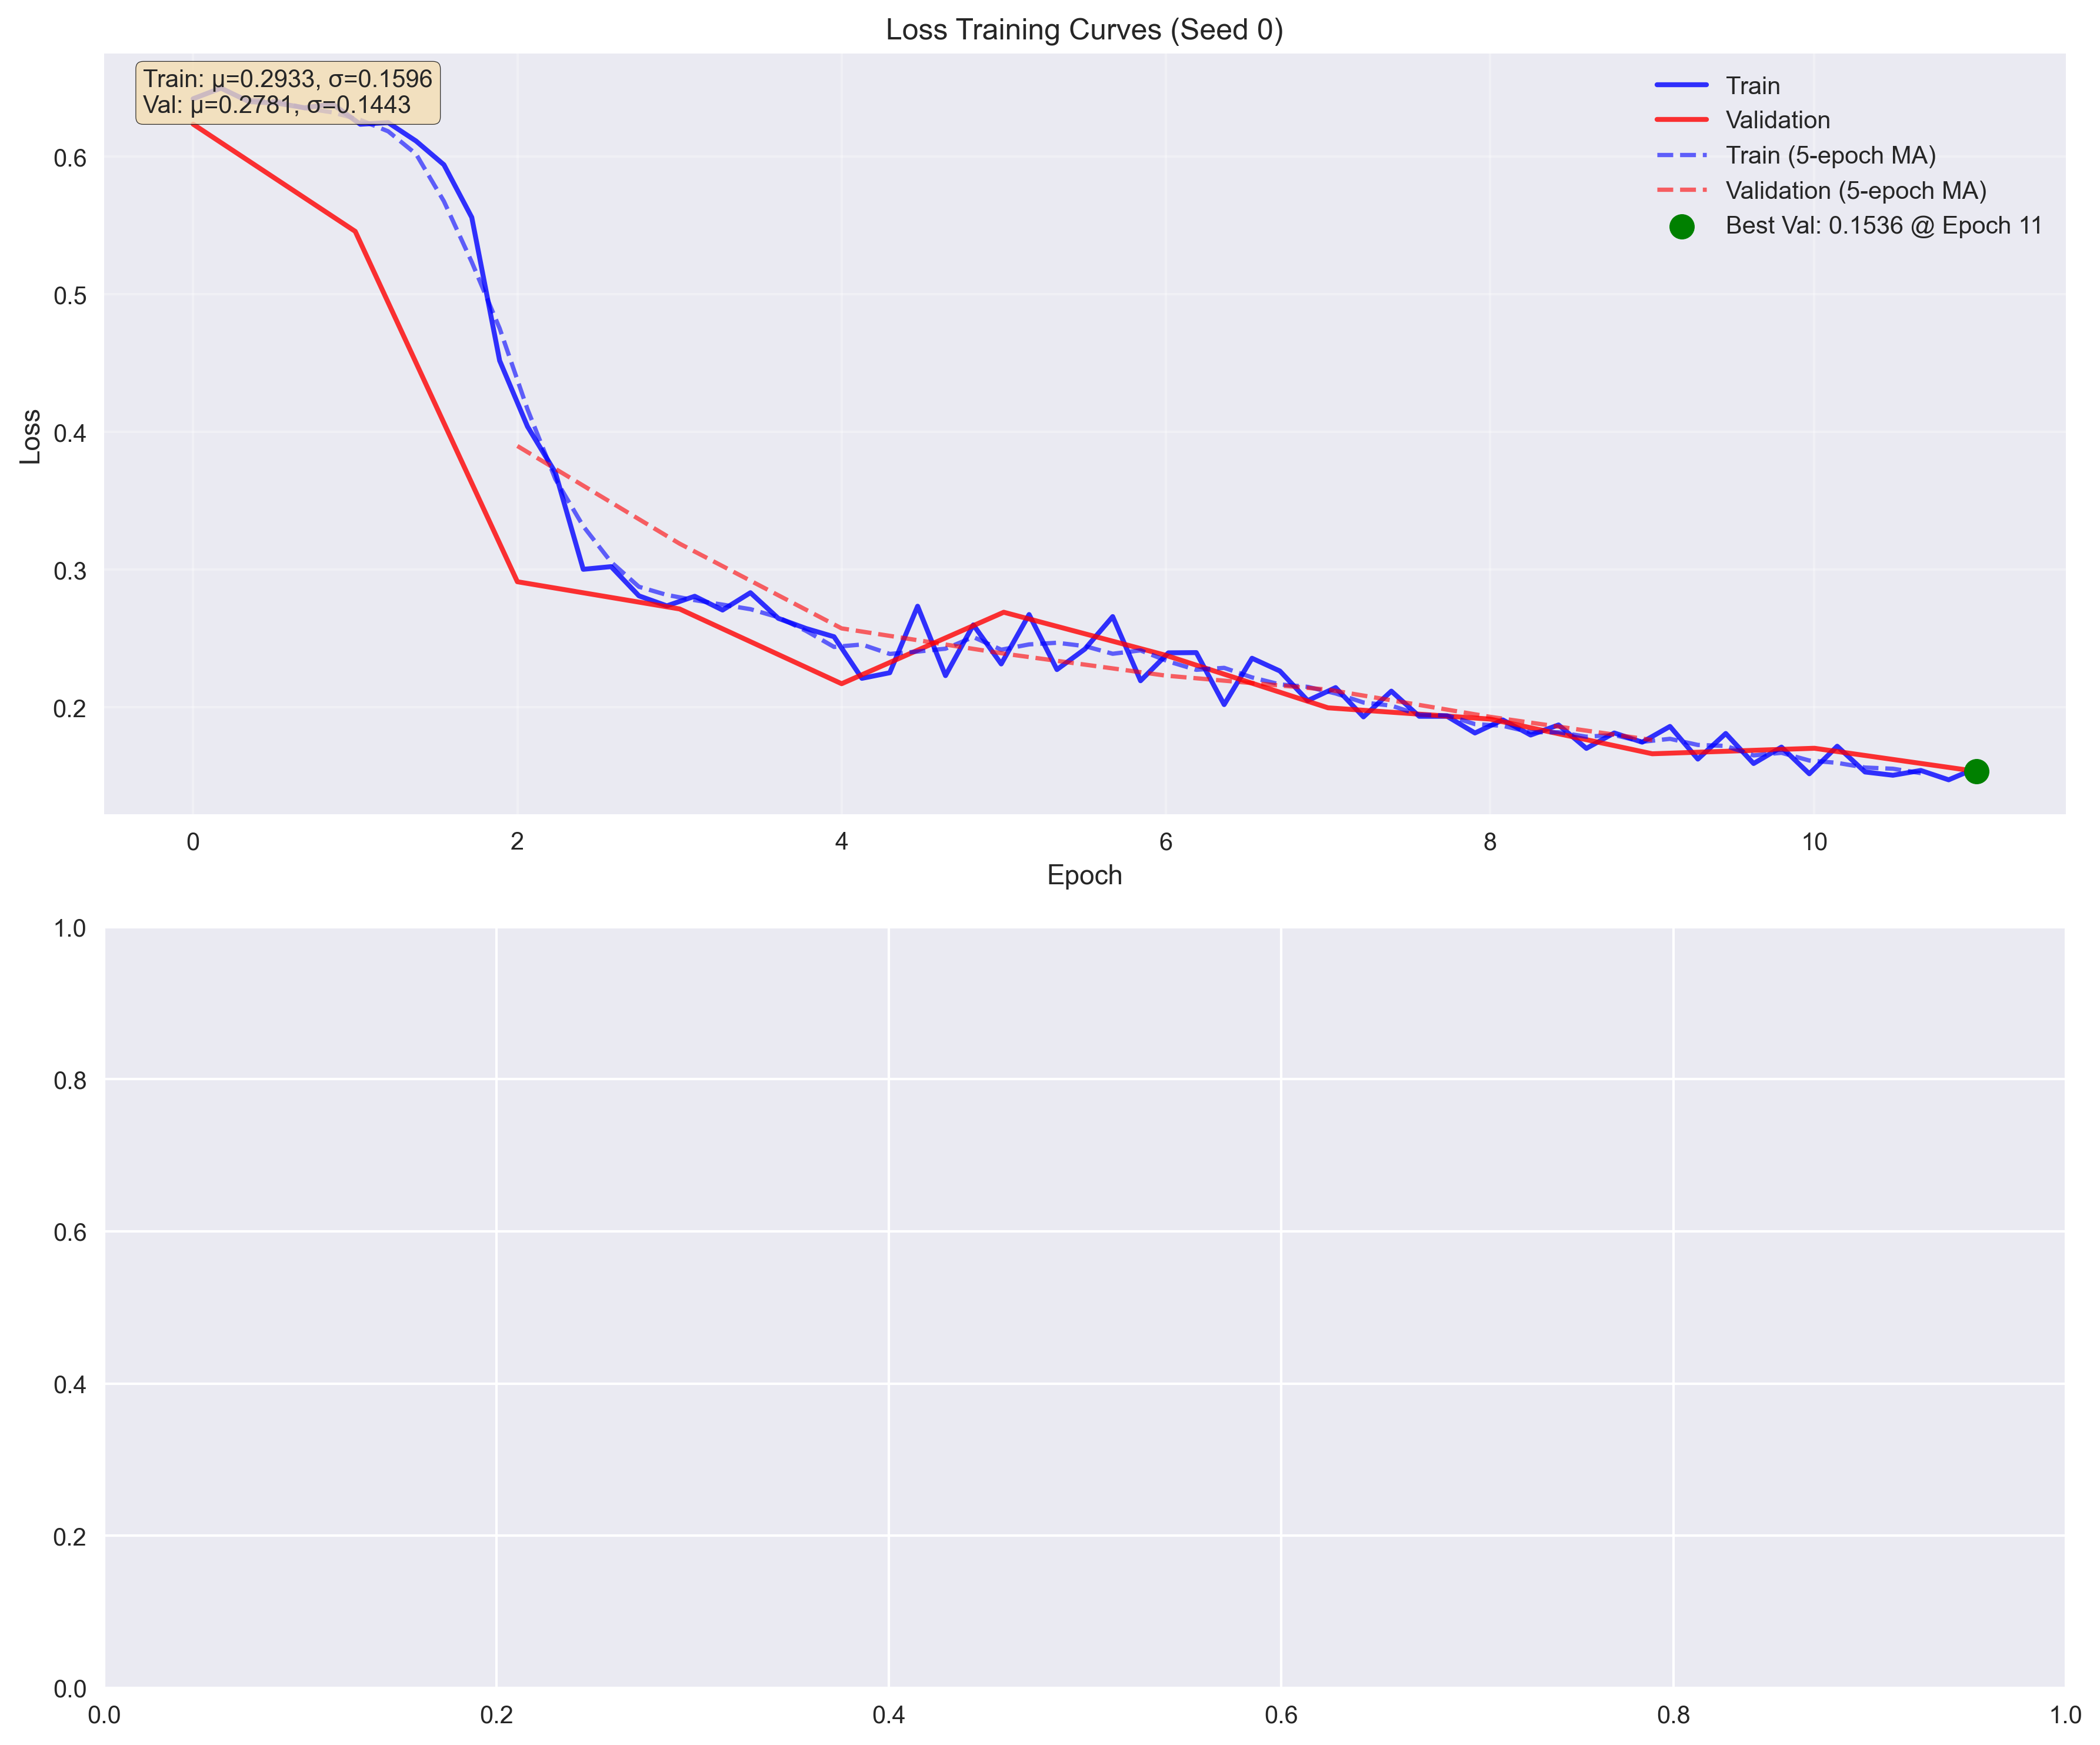 Loss Training Curves (Seed 0)
Train: μ=0.2933, σ=0.1596
Val: μ=0.2781, σ=0.1443
Train
Validation
Train (5-epoch MA)
Validation (5-epoch MA)
Best Val: 0.1536 @ Epoch 11
Loss
0.6
0.5
0.4
0.3
0.2
0 2 4 6 8 10
Epoch
1.0
0.8
0.6
0.4
0.2
0.0
0.0 0.2 0.4 0.6 0.8 1.0